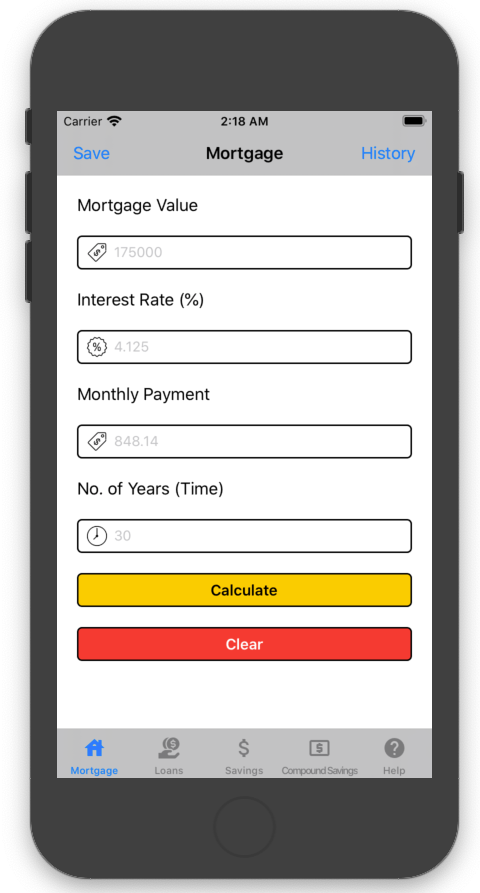 Carrier 2:18 AM
Save Mortgage History
Mortgage Value
175000
Interest Rate (%)
% 4.125
Monthly Payment
848.14
No. of Years (Time)
30
Calculate
Clear
Mortgage Loans Savings Compound Savings Help